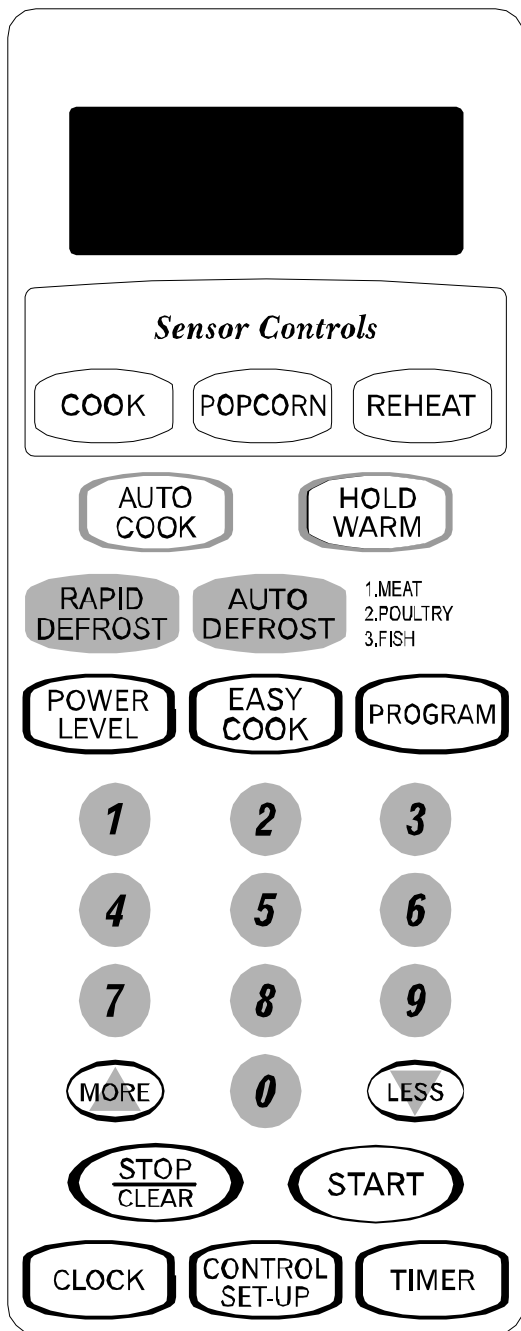 Sensor Controls
COOK
POPCORN
REHEAT
AUTO
COOK
HOLD
WARM
RAPID
DEFROST
AUTO
DEFROST
1.MEAT
2.POULTRY
3.FISH
POWER
LEVEL
EASY
COOK
PROGRAM
1
2
3
4
5
6
7
8
9
MORE
0
LESS
STOP
CLEAR
START
CLOCK
CONTROL
SET-UP
TIMER